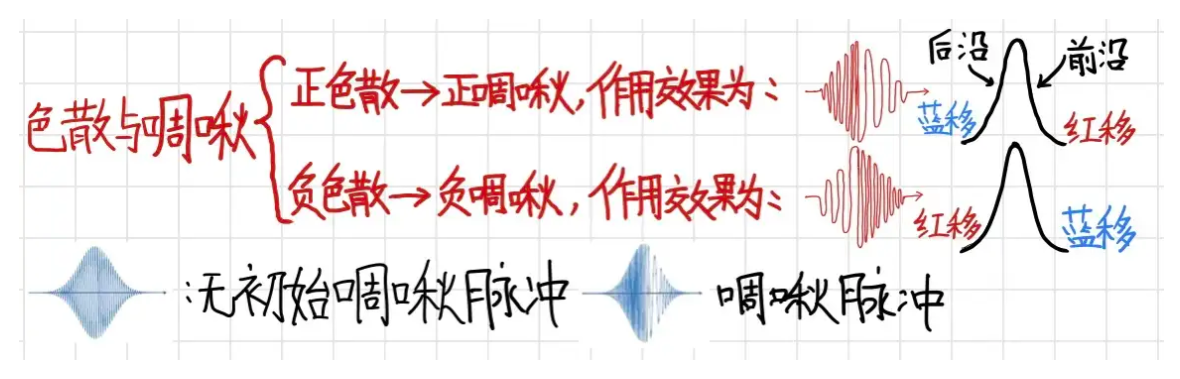 色散与啁啾
正色散→正啁啾,作用效果为:
后沿 前沿
蓝移 红移
负色散→负啁啾,作用效果为:
红移 蓝移
:无初始啁啾脉冲 啁啾脉冲